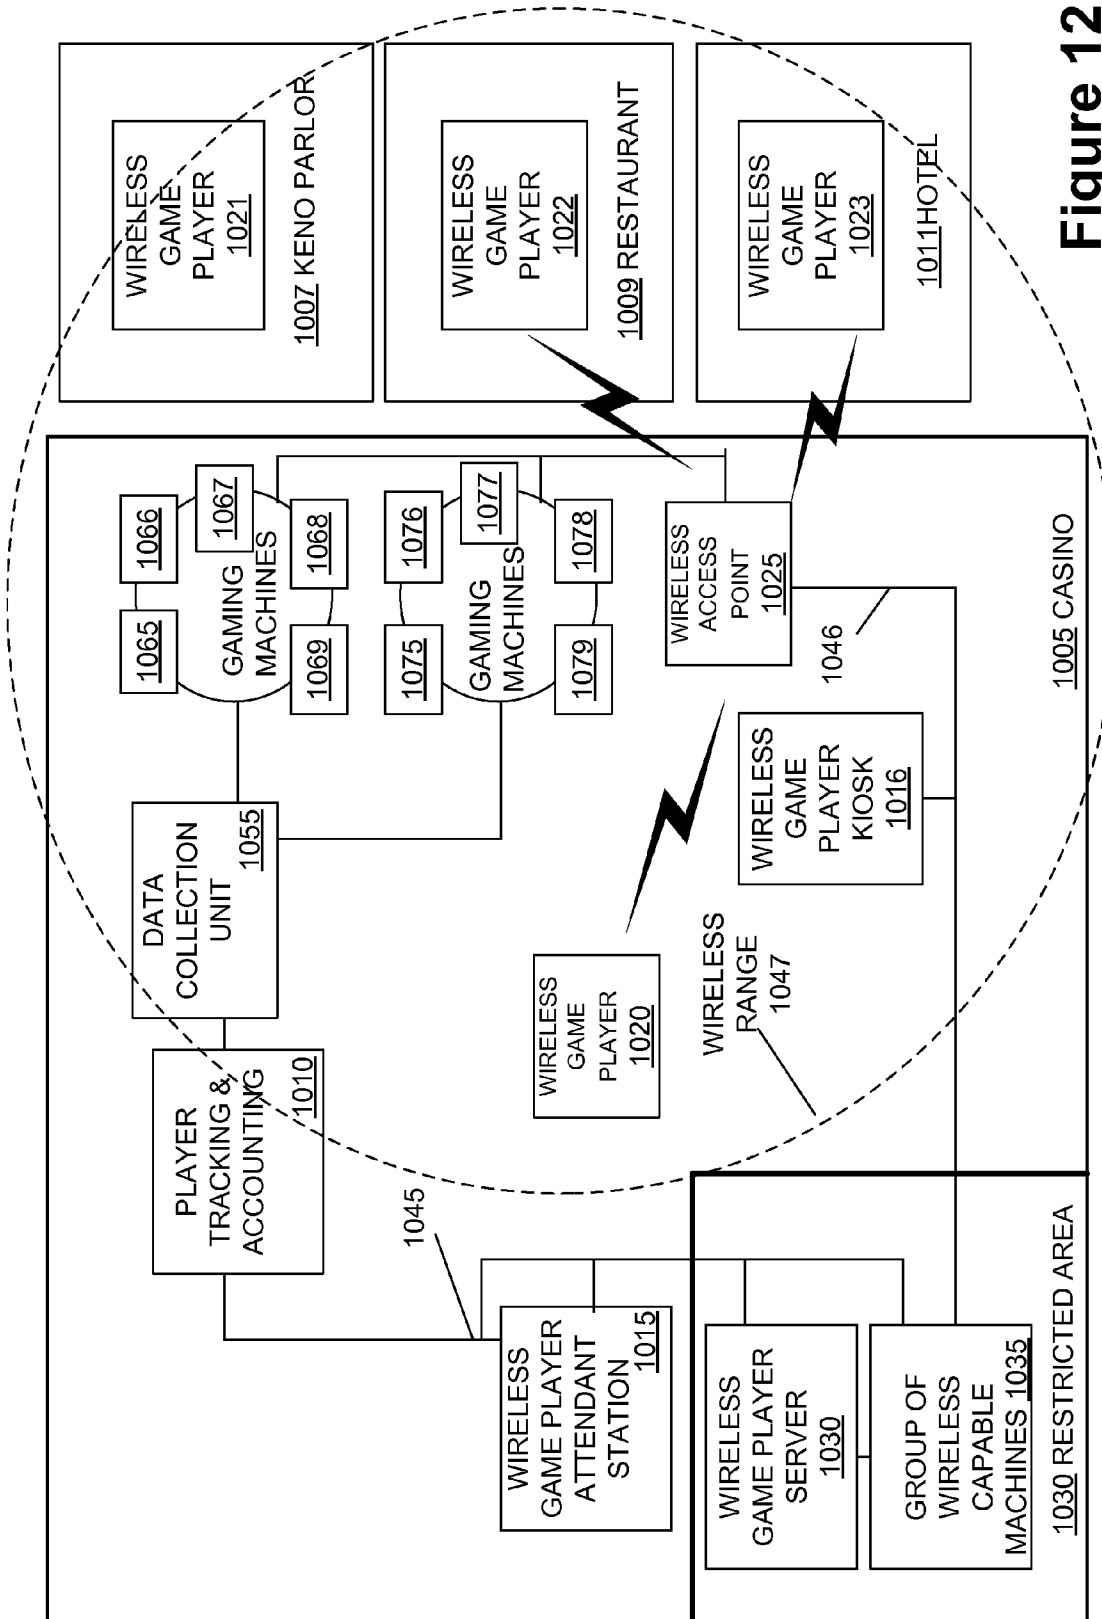 WIRELESS
GAME
PLAYER
1021
1007 KENO PARLOR
WIRELESS
GAME
PLAYER
1022
1009 RESTAURANT
WIRELESS
GAME
PLAYER
1023
1011HOTEL
Figure 12
1065
1066
1067
1068
1069
GAMING
MACHINES
1075
1076
1077
1078
1079
GAMING
MACHINES
WIRELESS
ACCESS
POINT
1025
1046
1005 CASINO
DATA
COLLECTION
UNIT
1055
WIRELESS
GAME
PLAYER
KIOSK
1016
WIRELESS
GAME
PLAYER
1020
WIRELESS
RANGE
1047
PLAYER
TRACKING &
ACCOUNTING
1010
1045
WIRELESS
GAME PLAYER
ATTENDANT
STATION
1015
WIRELESS
GAME PLAYER
SERVER
1030
GROUP OF
WIRELESS
CAPABLE
MACHINES 1035
1030 RESTRICTED AREA